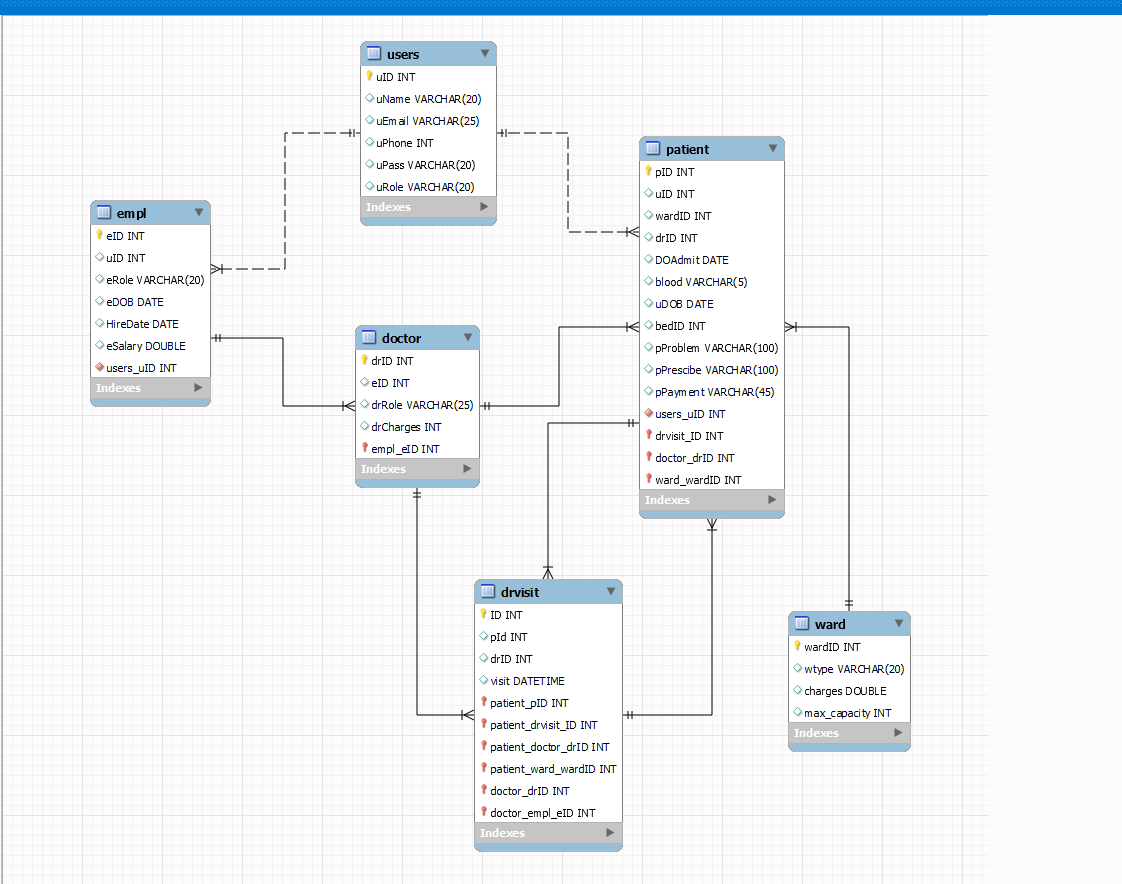 users
uID INT
uName VARCHAR(20)
uEmail VARCHAR(25)
uPhone INT
uPass VARCHAR(20)
uRole VARCHAR(20)
Indexes
patient
pID INT
uID INT
wardID INT
drID INT
DOAdmit DATE
blood VARCHAR(5)
uDOB DATE
bedID INT
pProblem VARCHAR(100)
pPrescibe VARCHAR(100)
pPayment VARCHAR(45)
users_uID INT
drvisit_ID INT
doctor_drID INT
ward_wardID INT
Indexes
empl
eID INT
uID INT
eRole VARCHAR(20)
eDOB DATE
HireDate DATE
eSalary DOUBLE
users_uID INT
Indexes
doctor
drID INT
eID INT
drRole VARCHAR(25)
drCharges INT
empl_eID INT
Indexes
drvisit
ID INT
pId INT
drID INT
visit DATETIME
patient_pID INT
patient_drvisit_ID INT
patient_doctor_drID INT
patient_ward_wardID INT
doctor_drID INT
doctor_empl_eID INT
Indexes
ward
wardID INT
wtype VARCHAR(20)
charges DOUBLE
max_capacity INT
Indexes